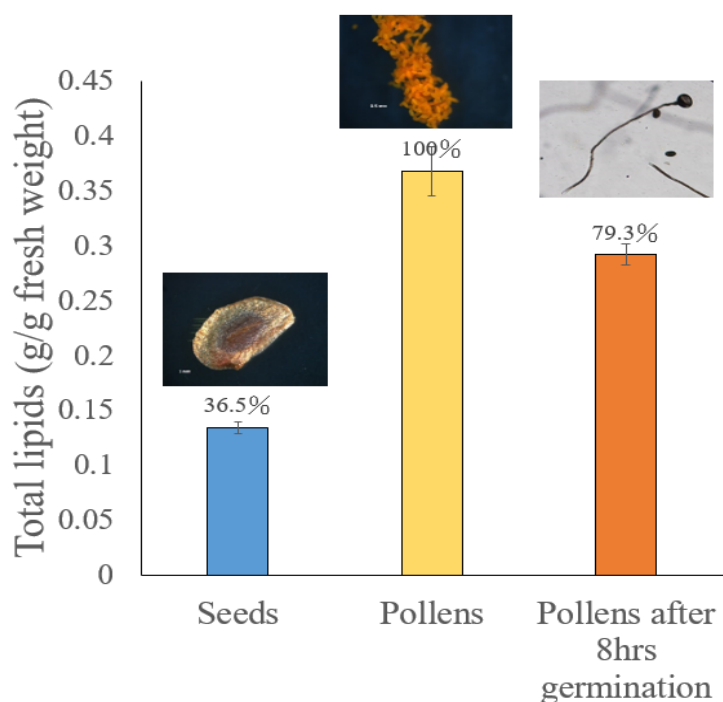 Total lipids (g/g fresh weight)
0.45
0.4
0.35
0.3
0.25
0.2
0.15
0.1
0.05
0
36.5%
100%
79.3%
Seeds
Pollens
Pollens after
8hrs
germination